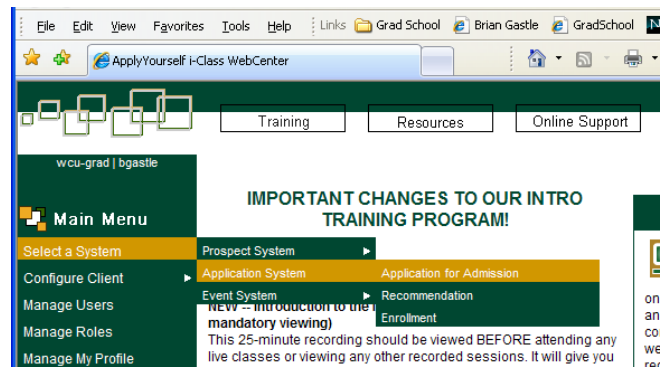 File Edit View Favorites Tools Help Links Grad School Brian Gastle GradSchool
ApplyYourself i-Class WebCenter
Training Resources Online Support
wcu-grad | bgastle
IMPORTANT CHANGES TO OUR INTRO
TRAINING PROGRAM!
Main Menu
Select a System Prospect System
Application System Application for Admission
Configure Client
Event System Recommendation
NEW -- Introduction to the
Manage Users
Enrollment
mandatory viewing)
Manage Roles
This 25-minute recording should be viewed BEFORE attending any
Manage My Profile
live classes or viewing any other recorded sessions. It will give you